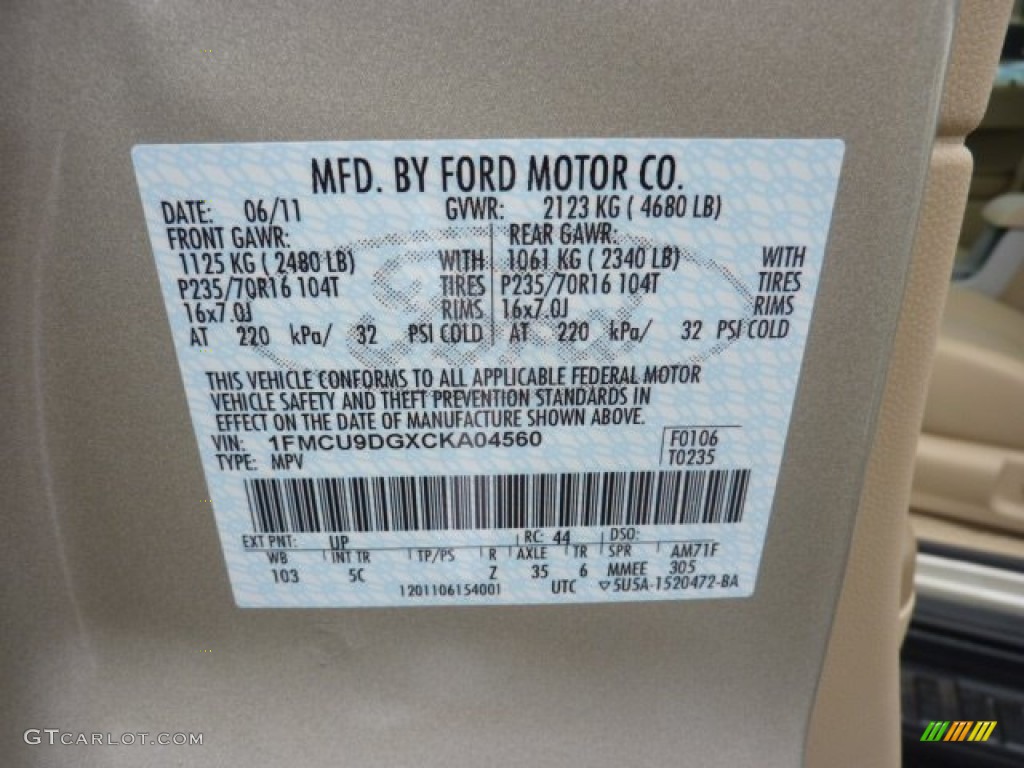 MFD. BY FORD MOTOR CO.
DATE: 06/11 GVWR: 2123 KG ( 4680 LB)
FRONT GAWR: REAR GAWR:
1125 KG ( 2480 LB) WITH 1061 KG ( 2340 LB) WITH
P235/70R16 104T TIRES P235/70R16 104T TIRES
16x7.0J RIMS 16x7.0J RIMS
AT 220 kPa/ 32 PSI COLD AT 220 kPa/ 32 PSI COLD
THIS VEHICLE CONFORMS TO ALL APPLICABLE FEDERAL MOTOR
VEHICLE SAFETY AND THEFT PREVENTION STANDARDS IN
EFFECT ON THE DATE OF MANUFACTURE SHOWN ABOVE.
VIN: 1FMCU9DGXCKA04560 F0106
TYPE: MPV T0235
EXT PNT: UP RC: 44 DSO:
WB INT TR TP/PS R AXLE TR SPR AM71F
103 5C Z 35 6 MMEE 305
1201106154001 UTC ▽5U5A-1520472-BA
GTCARLOT.COM